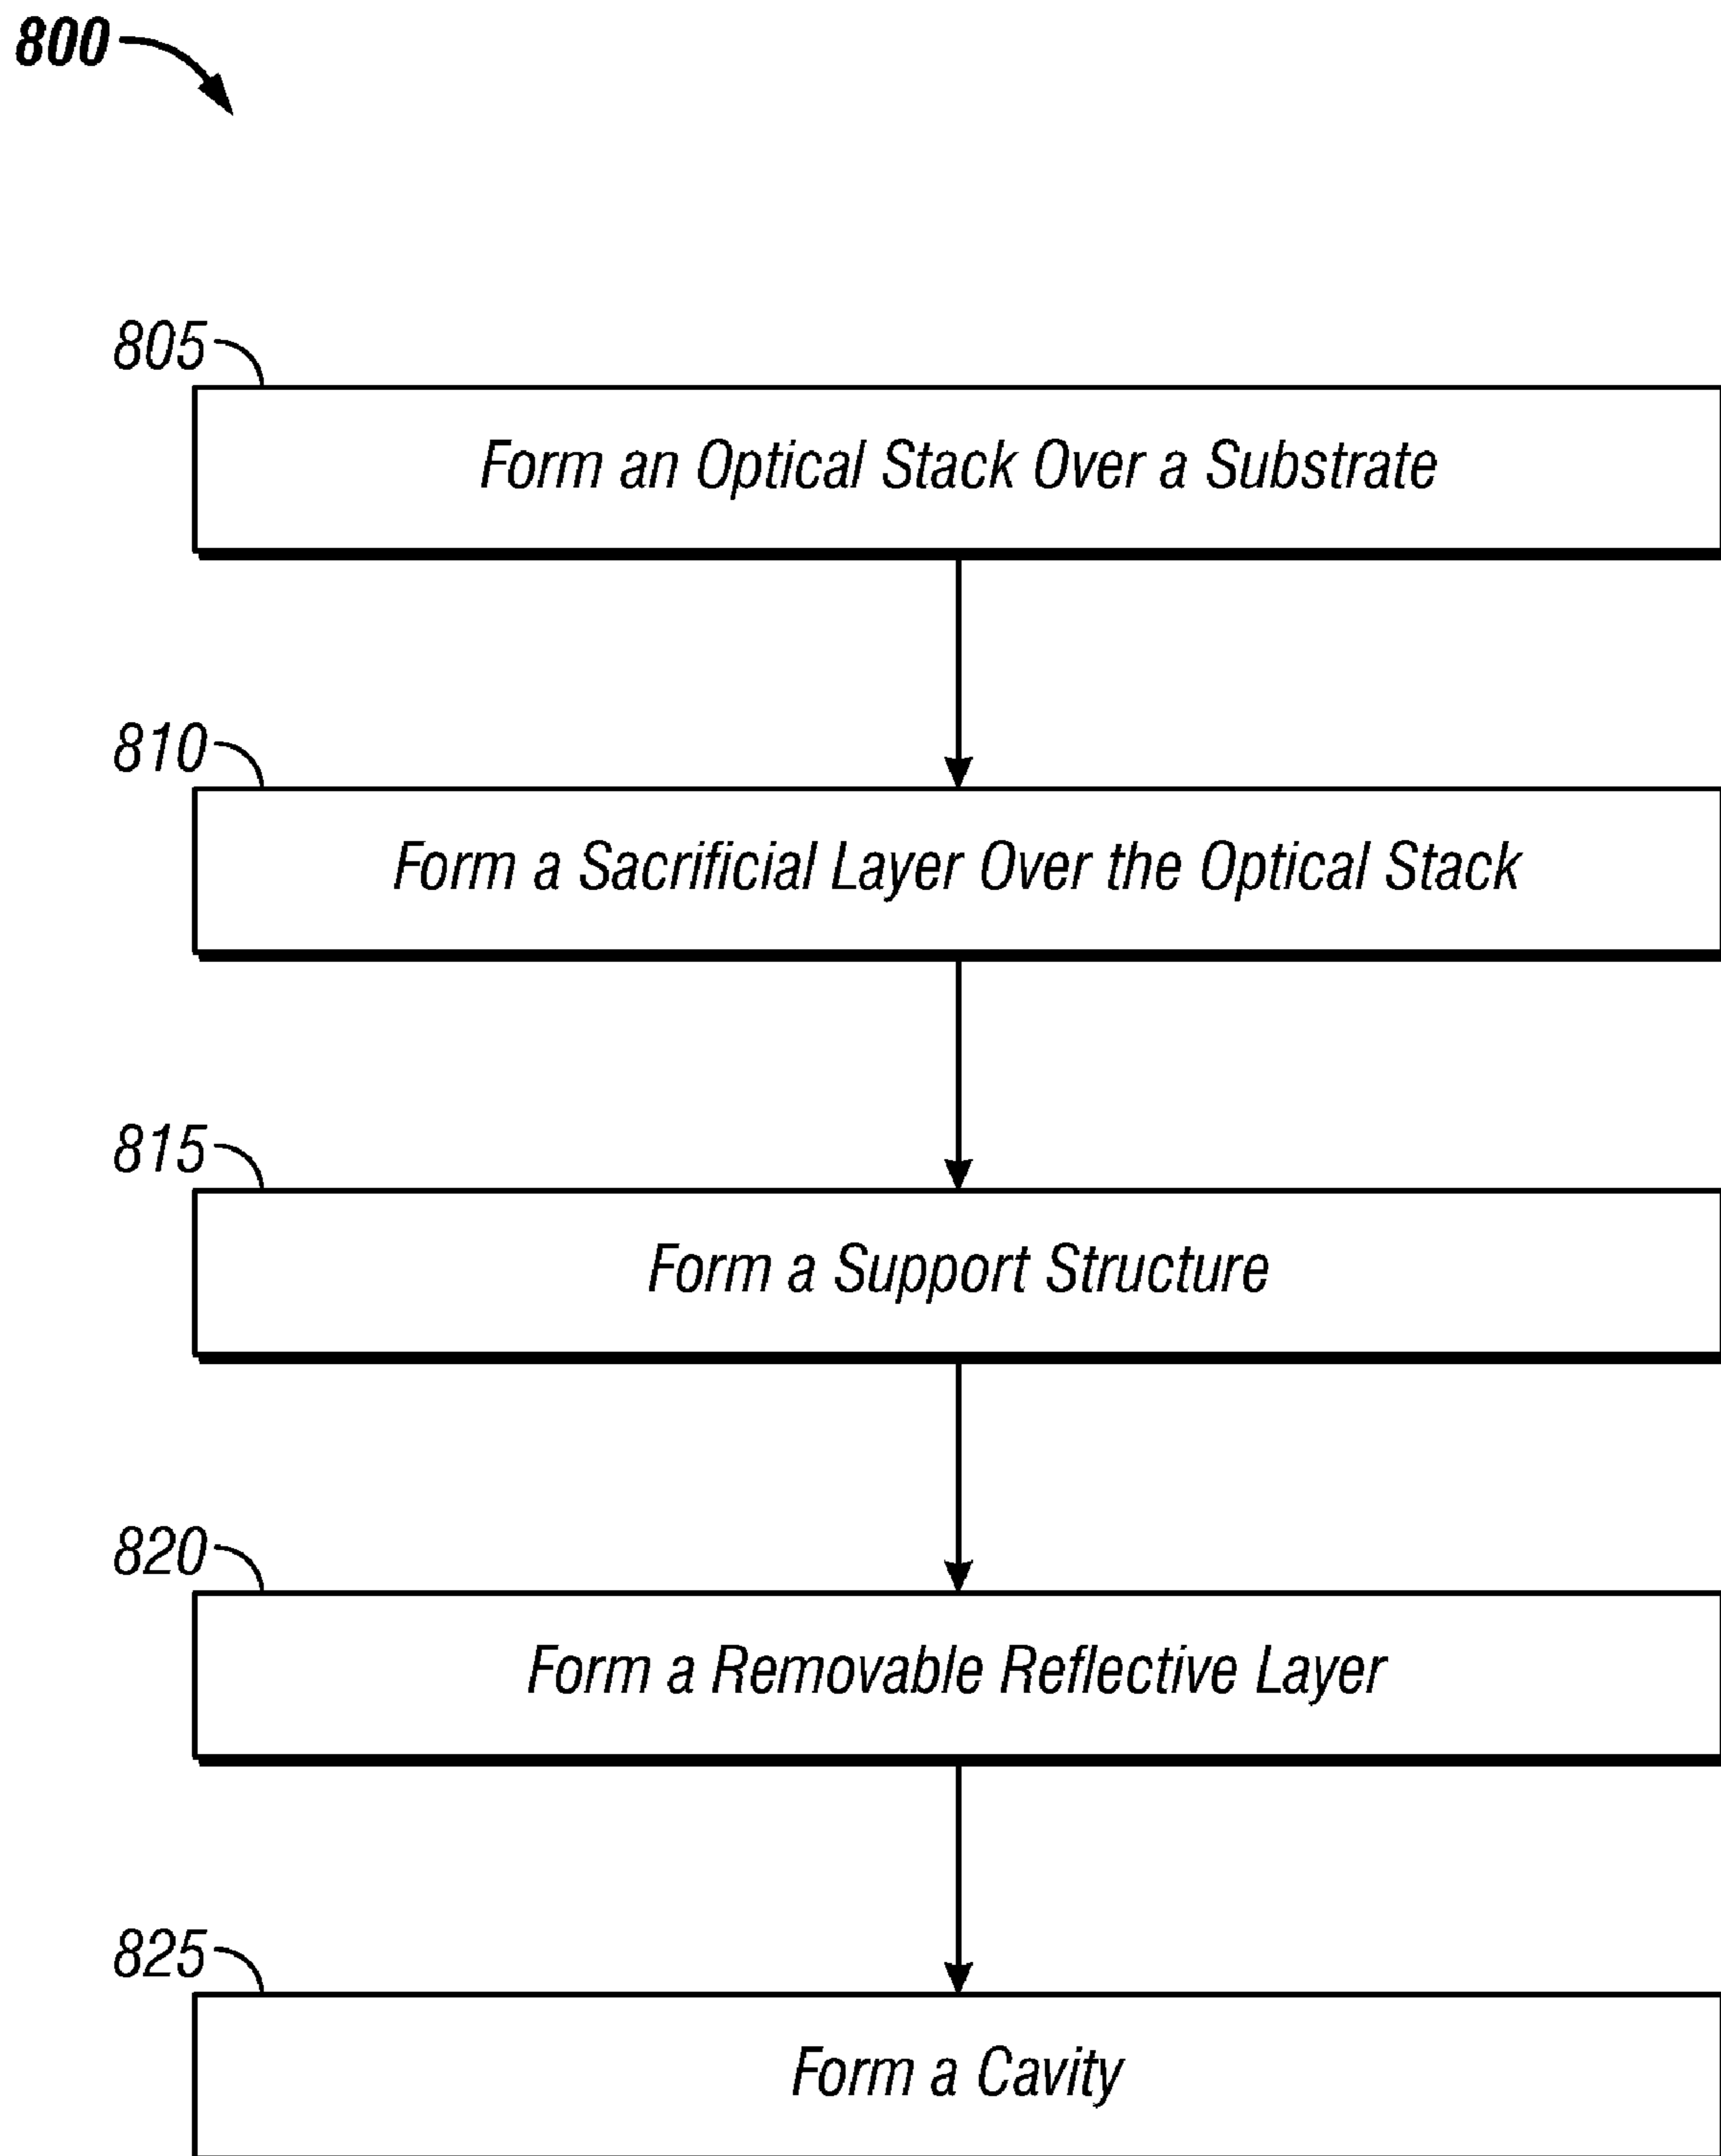 800
805
Form an Optical Stack Over a Substrate
810
Form a Sacrificial Layer Over the Optical Stack
815
Form a Support Structure
820
Form a Removable Reflective Layer
825
Form a Cavity